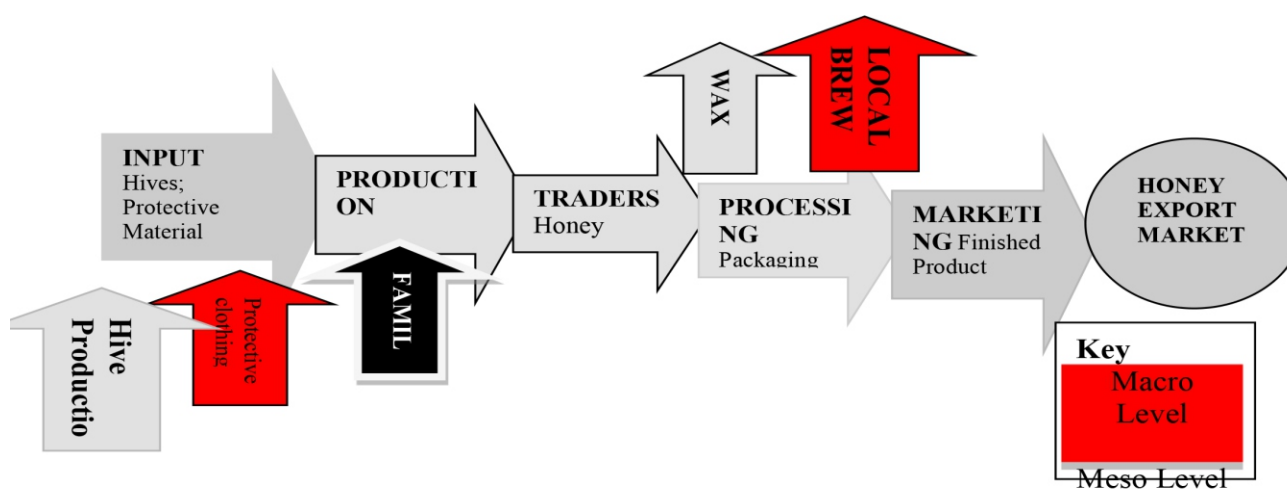 WAX
LOCAL
BREW
INPUT
Hives;
Protective
Material
PRODUCTI
ON
TRADERS
Honey
PROCESSI
NG
Packaging
MARKETI
NG Finished
Product
HONEY
EXPORT
MARKET
Hive
Productio
Protective
clothing
FAMIL
Key
Macro
Level
Meso Level